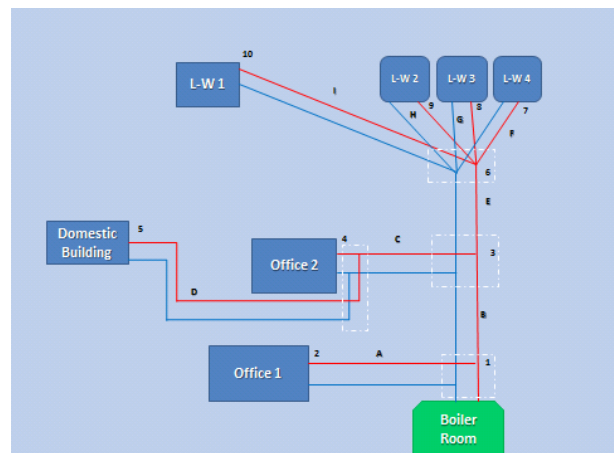 10
L-W 1
I
L-W 2
L-W 3
L-W 4
9
8
7
H
G
F
6
E
5
Domestic
Building
4
C
Office 2
3
D
B
2
A
1
Office 1
Boiler
Room